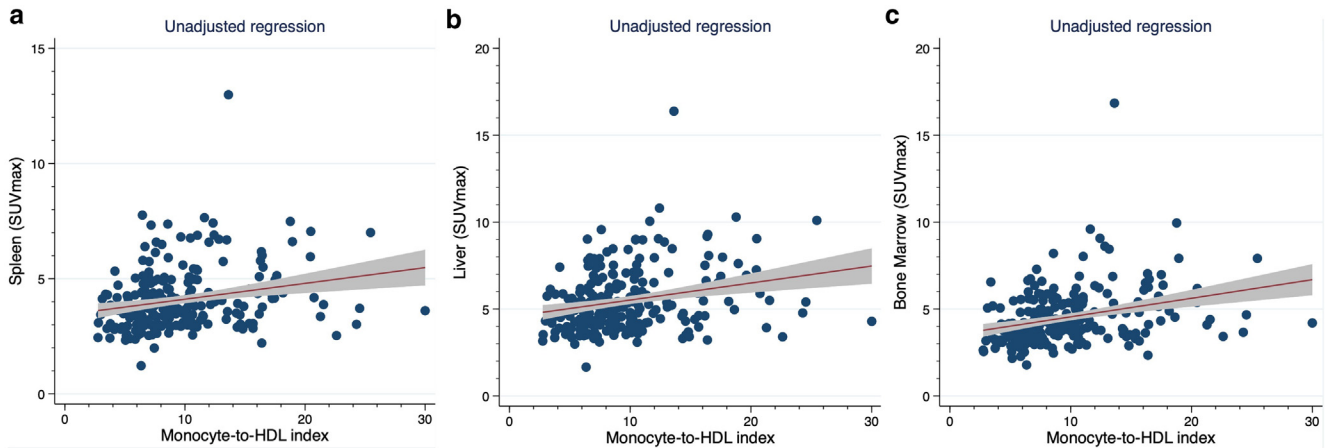 a
Unadjusted regression
15
10
5
0
Spleen (SUVmax)
0 10 20 30
Monocyte-to-HDL index
b
Unadjusted regression
20
15
10
5
0
Liver (SUVmax)
0 10 20 30
Monocyte-to-HDL index
c
Unadjusted regression
20
15
10
5
0
Bone Marrow (SUVmax)
0 10 20 30
Monocyte-to-HDL index